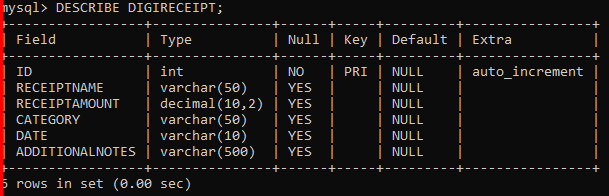 mysql> DESCRIBE DIGIRECEIPT;
+-----------------+---------------+------+-----+---------+----------------+
| Field           | Type          | Null | Key | Default | Extra          |
+-----------------+---------------+------+-----+---------+----------------+
| ID              | int           | NO   | PRI | NULL    | auto_increment |
| RECEIPTNAME     | varchar(50)   | YES  |     | NULL    |                |
| RECEIPTAMOUNT   | decimal(10,2) | YES  |     | NULL    |                |
| CATEGORY        | varchar(50)   | YES  |     | NULL    |                |
| DATE            | varchar(10)   | YES  |     | NULL    |                |
| ADDITIONALNOTES | varchar(500)  | YES  |     | NULL    |                |
+-----------------+---------------+------+-----+---------+----------------+
6 rows in set (0.00 sec)